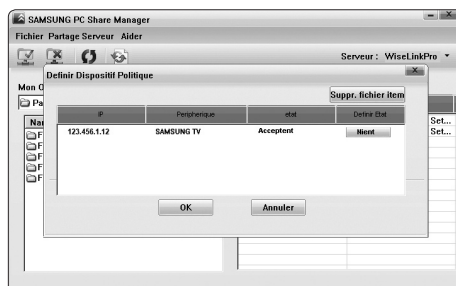 SAMSUNG PC Share Manager
Fichier Partage Serveur Aider
Serveur : WiseLinkPro
Definir Dispositif Politique
Mon O
Suppr. fichier item
Pa
IP Peripherique etat Definir Etat
Nai
Set...
123.456.1.12 SAMSUNG TV Acceptent Nient
Set...
F
F
F
F
OK Annuler